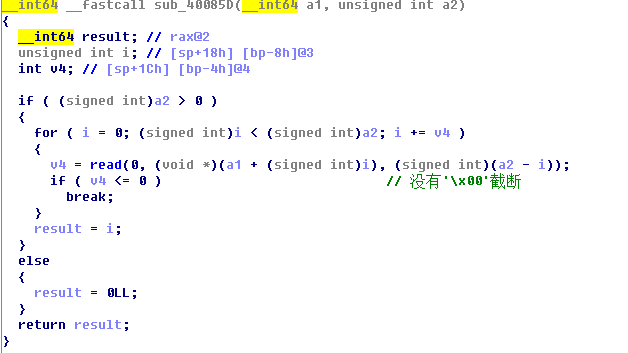 __int64 __fastcall sub_40085D(__int64 a1, unsigned int a2)
{
  __int64 result; // rax@2
  unsigned int i; // [sp+18h] [bp-8h]@3
  int v4; // [sp+1Ch] [bp-4h]@4

  if ( (signed int)a2 > 0 )
  {
    for ( i = 0; (signed int)i < (signed int)a2; i += v4 )
    {
      v4 = read(0, (void *)(a1 + (signed int)i), (signed int)(a2 - i));
      if ( v4 <= 0 )                            // 没有'\x00'截断
        break;
    }
    result = i;
  }
  else
  {
    result = 0LL;
  }
  return result;
}